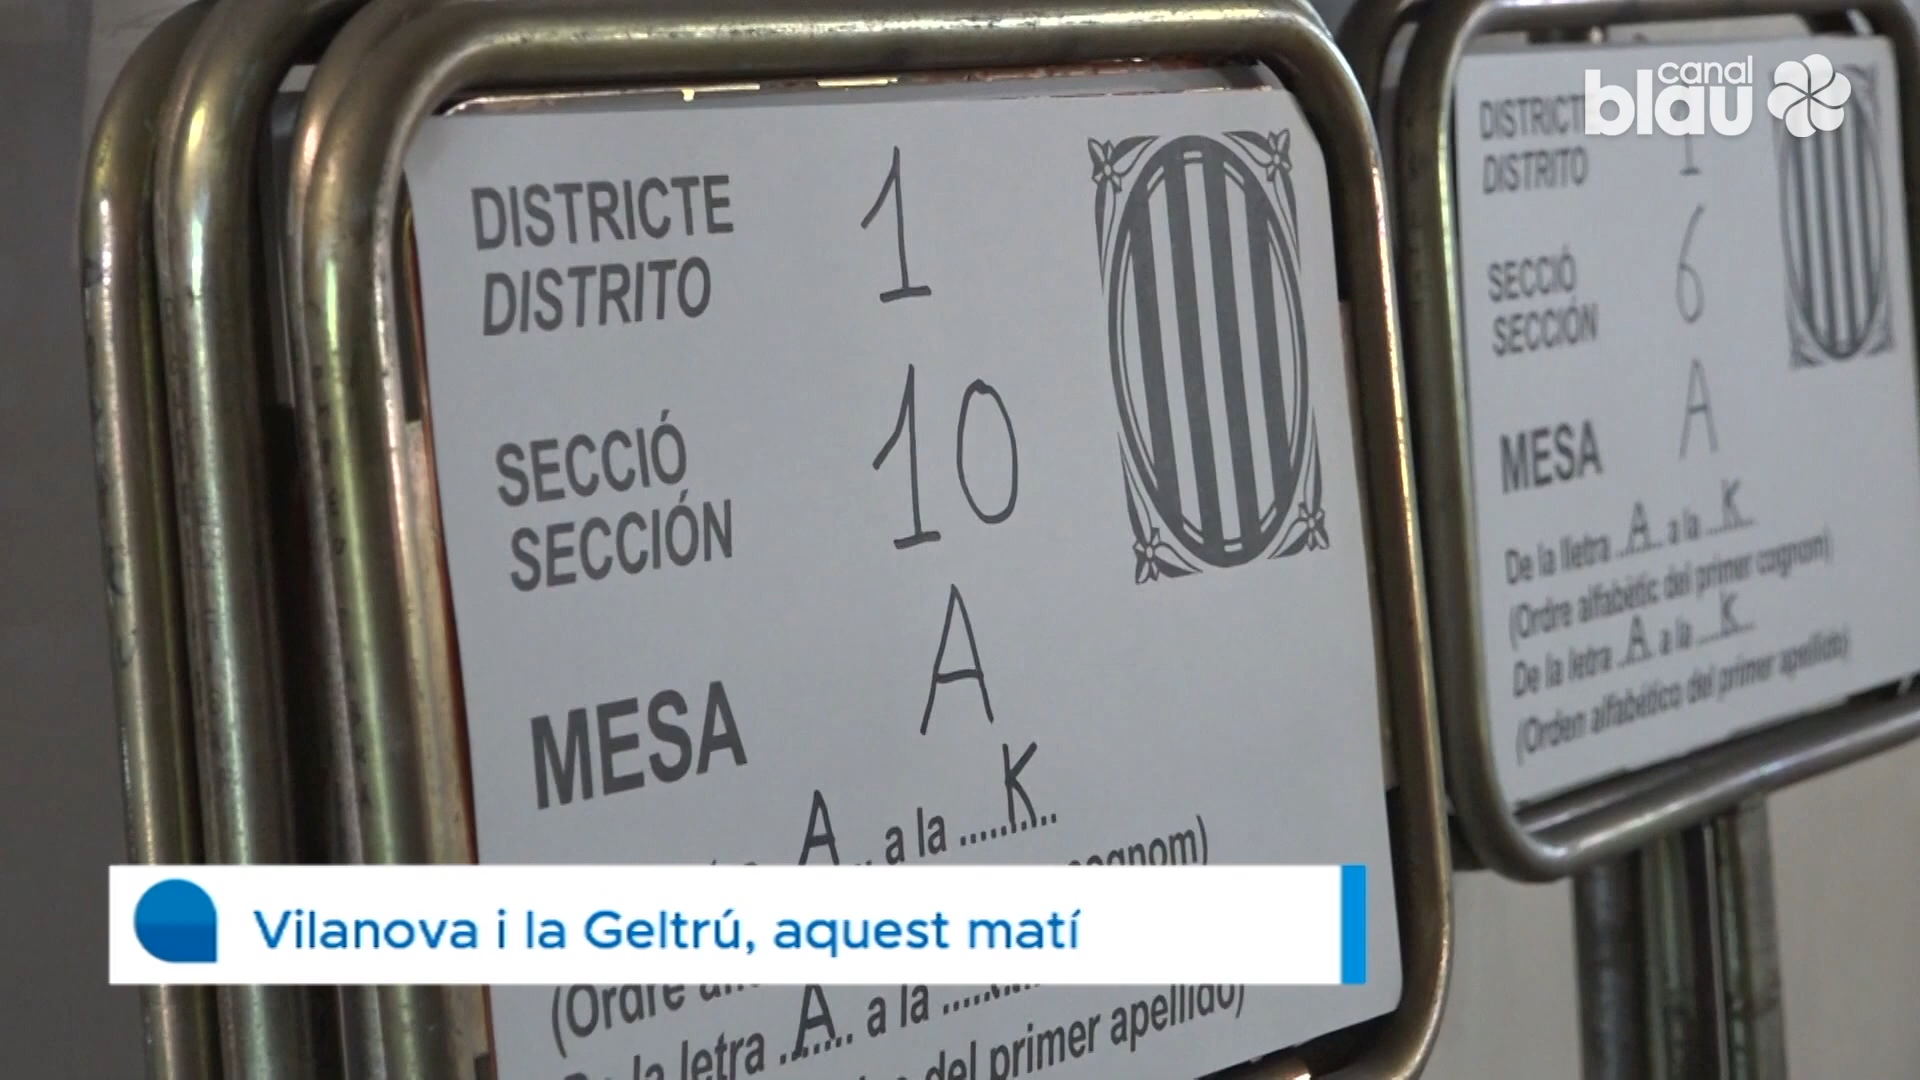 canal
blau
DISTRICTE 1
DISTRITO
SECCIÓ 10
SECCIÓN
MESA A
A a la K
cognom)
Vilanova i la Geltrú, aquest matí
(Ordre
letra A a la
del primer apellido)
DISTRICTE 1
DISTRITO
SECCIÓ 6
SECCIÓN
MESA A
De la lletra A a la K
(Ordre alfabètic del primer cognom)
De la letra A a la K
(Orden alfabético del primer apellido)